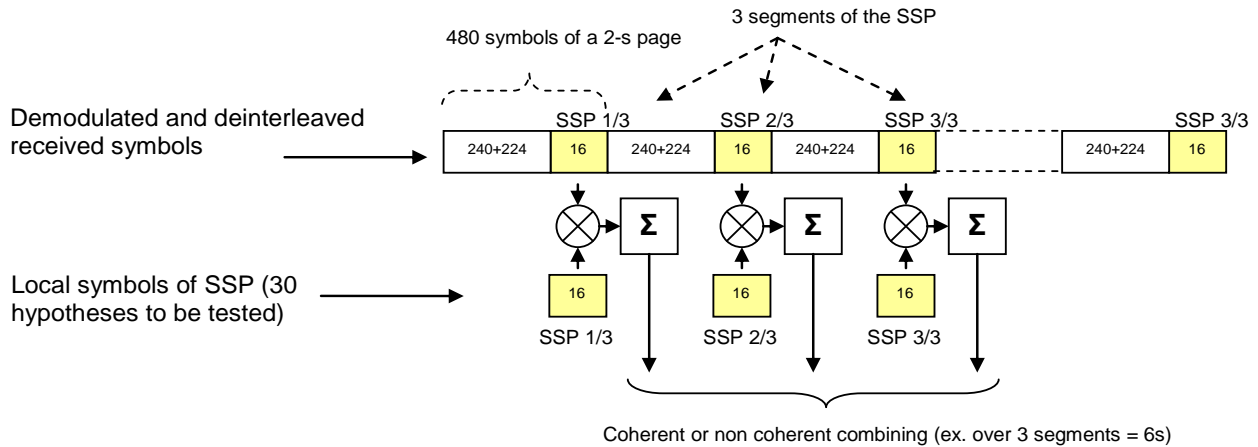 3 segments of the SSP
480 symbols of a 2-s page
Demodulated and deinterleaved
received symbols
SSP 1/3 SSP 2/3 SSP 3/3 SSP 3/3
240+224 16 240+224 16 240+224 16 240+224 16
Σ Σ Σ
Local symbols of SSP (30
hypotheses to be tested)
16 16 16
SSP 1/3 SSP 2/3 SSP 3/3
Coherent or non coherent combining (ex. over 3 segments = 6s)